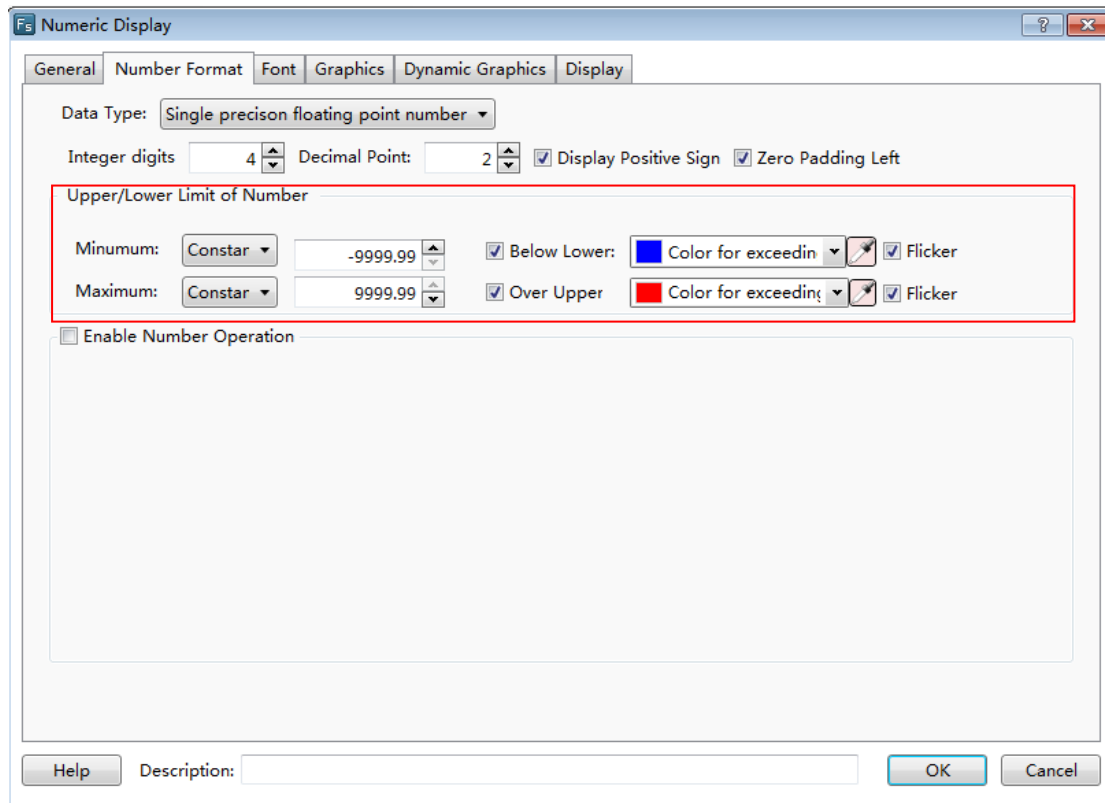 Fs Numeric Display ?
General Number Format Font Graphics Dynamic Graphics Display
Data Type: Single precison floating point number
Integer digits 4 Decimal Point: 2 Display Positive Sign Zero Padding Left
Upper/Lower Limit of Number
Minumum: Constar -9999.99 Below Lower: Color for exceedin Flicker
Maximum: Constar 9999.99 Over Upper Color for exceeding Flicker
Enable Number Operation
Help Description: OK Cancel